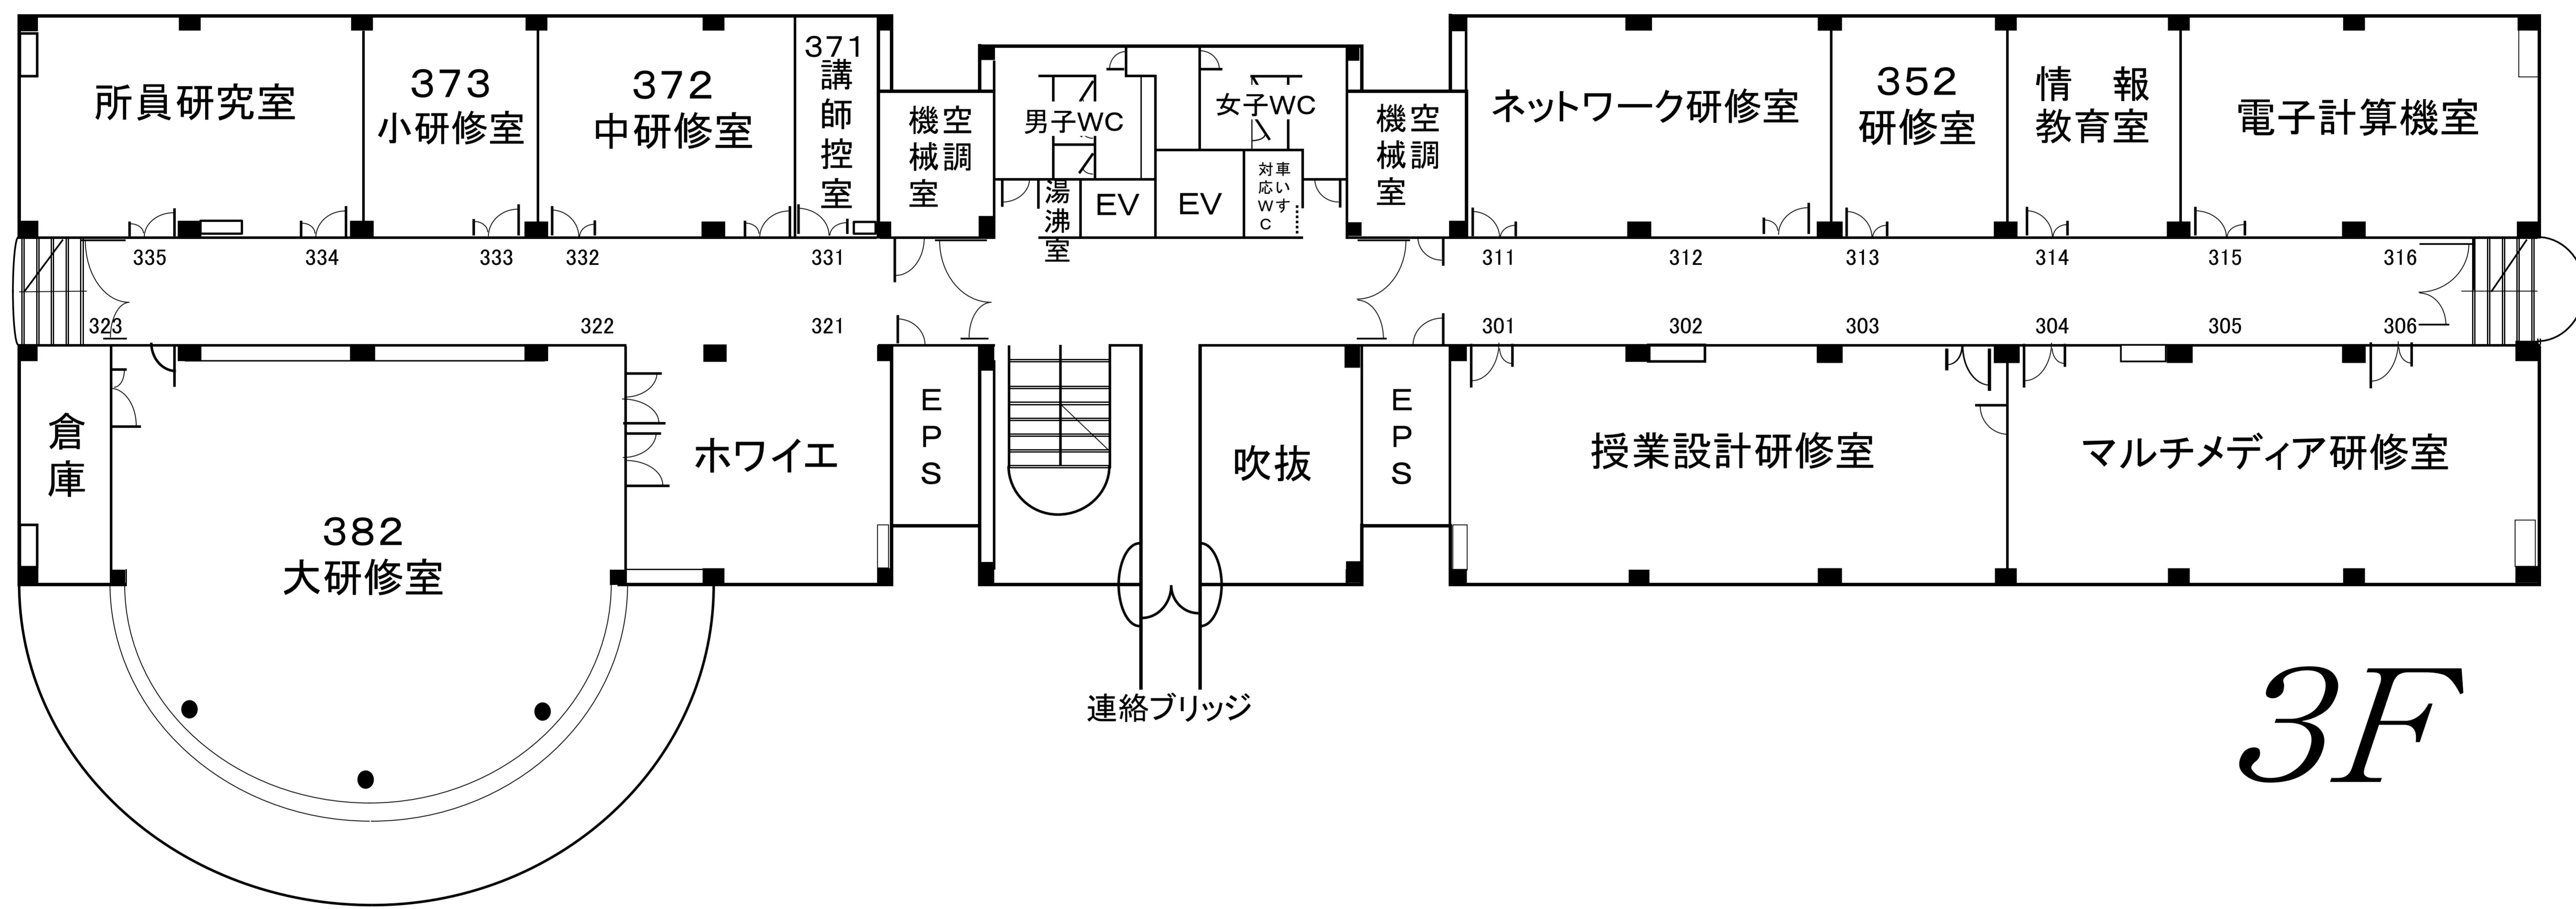 所員研究室
373
小研修室
372
中研修室
371
講師控室
空調
機械室
男子WC
湯沸室
EV
EV
女子WC
車いす
対応WC
空調
機械室
ネットワーク研修室
352
研修室
情　報
教育室
電子計算機室
335
334
333
332
331
311
312
313
314
315
316
323
322
321
301
302
303
304
305
306
倉庫
382
大研修室
ホワイエ
EPS
吹抜
EPS
授業設計研修室
マルチメディア研修室
連絡ブリッジ
3F